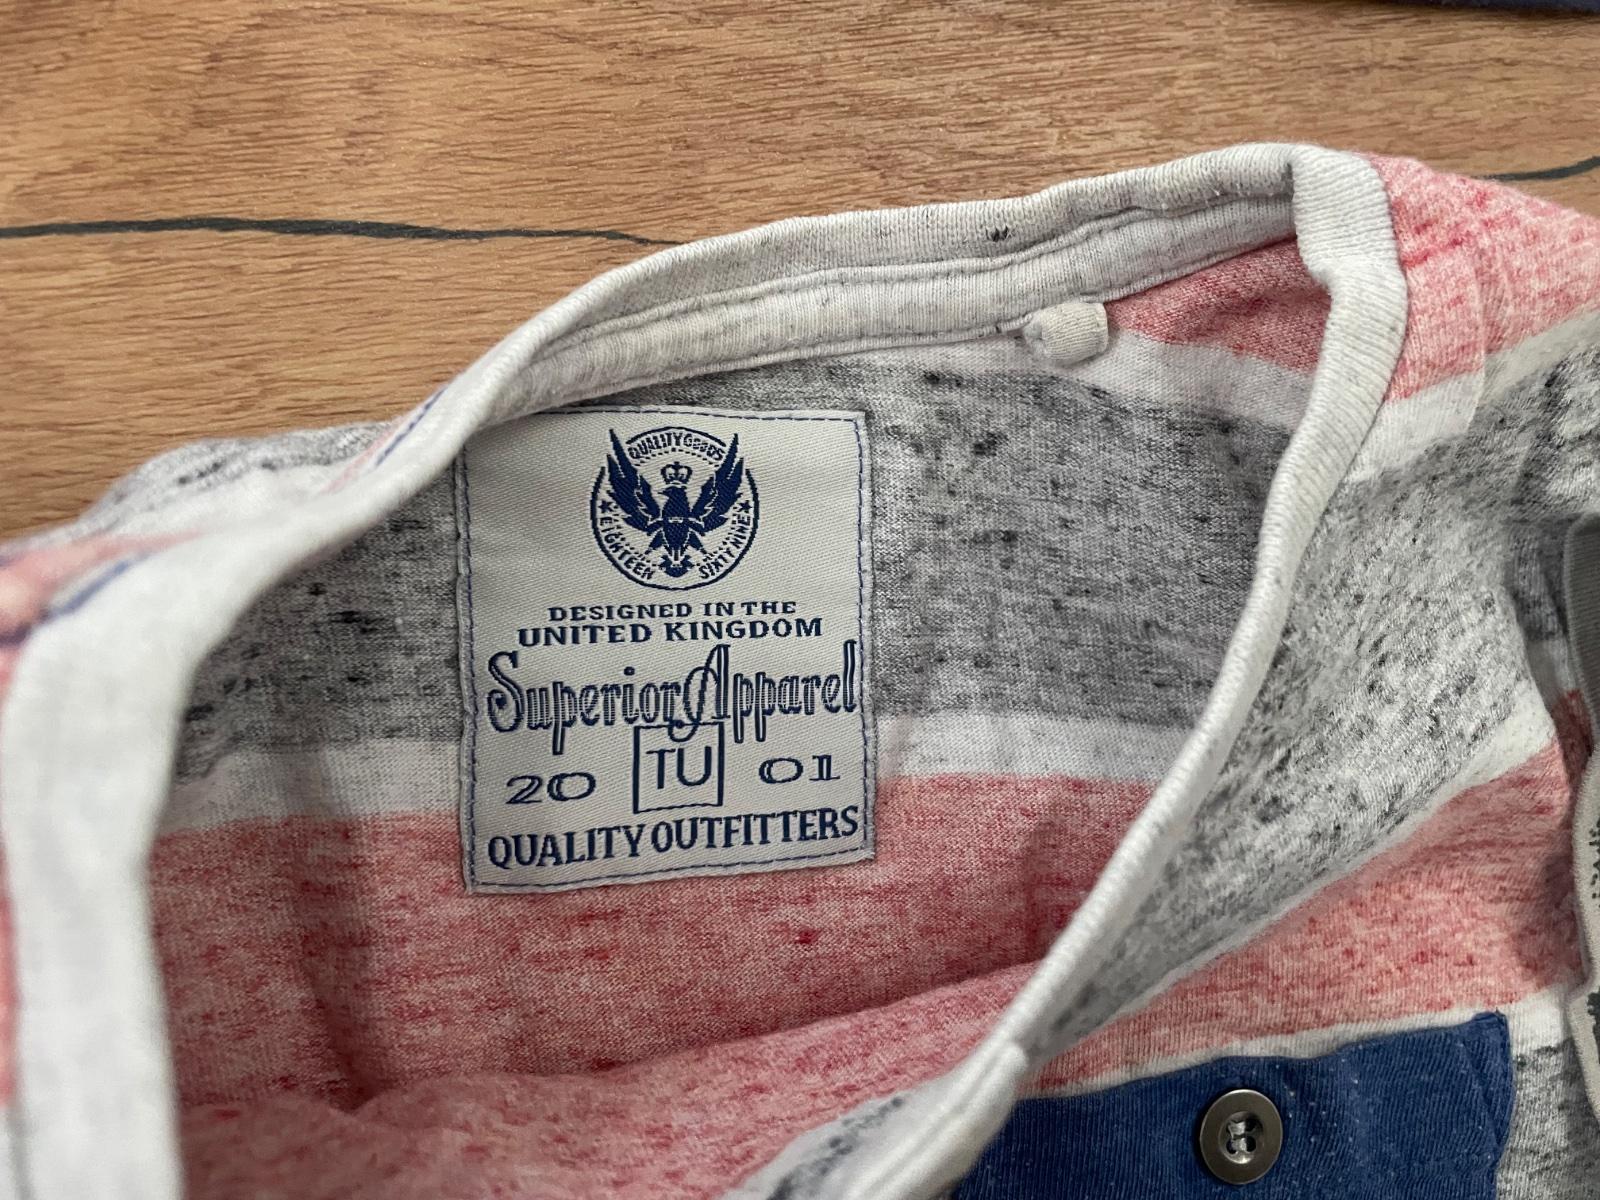 QUALITY GOODS
EIGHTEEN SIXTY NINE
DESIGNED IN THE
UNITED KINGDOM
Superior Apparel
20 TU 01
QUALITY OUTFITTERS